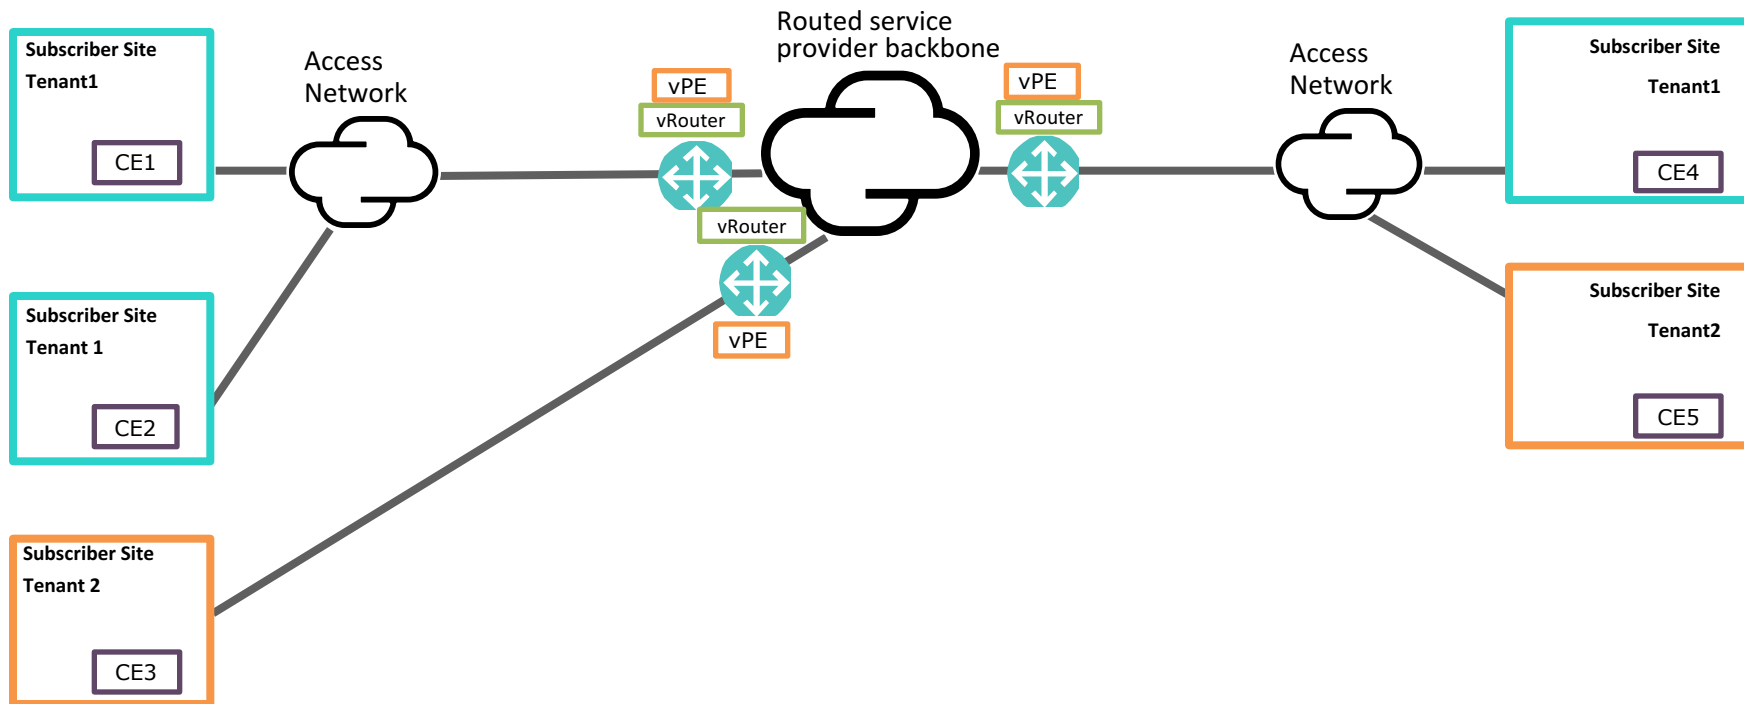 Subscriber Site
Tenant1
CE1
Access
Network
vPE
vRouter
Routed service
provider backbone
vPE
vRouter
Access
Network
Subscriber Site
Tenant1
CE4
vRouter
vPE
Subscriber Site
Tenant 1
CE2
Subscriber Site
Tenant2
CE5
Subscriber Site
Tenant 2
CE3